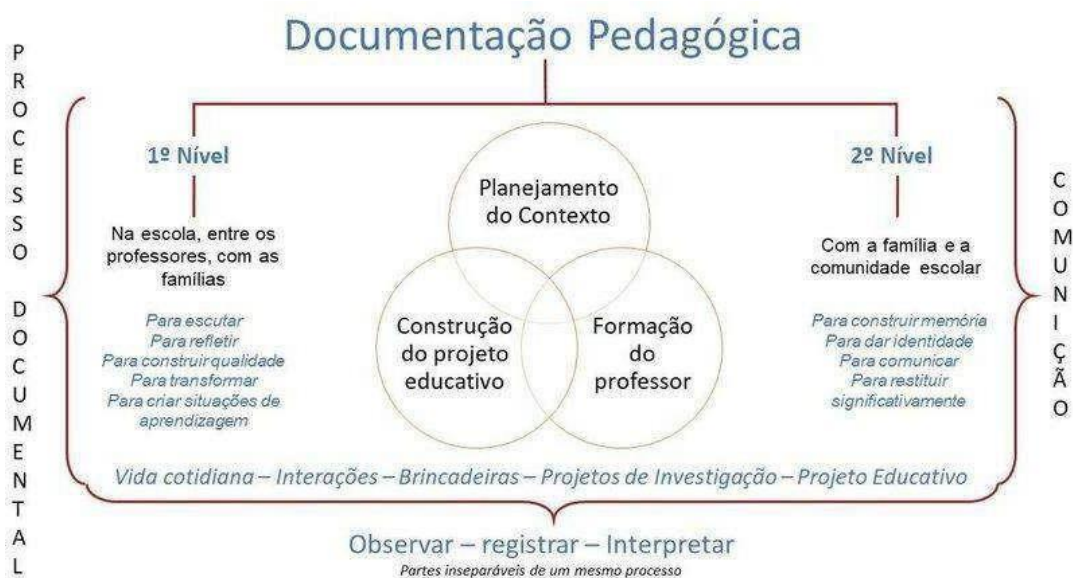 Documentação Pedagógica
PROCESSO DOCUMENTAL
1º Nível
Na escola, entre os
professores, com as
famílias
Para escutar
Para refletir
Para construir qualidade
Para transformar
Para criar situações de
aprendizagem
Planejamento
do Contexto
Construção
do projeto
educativo
Formação
do
professor
2º Nível
Com a família e a
comunidade escolar
Para construir memória
Para dar identidade
Para comunicar
Para restituir
significativamente
COMUNIÇÃO
Vida cotidiana – Interações – Brincadeiras – Projetos de Investigação – Projeto Educativo
Observar – registrar – Interpretar
Partes inseparáveis de um mesmo processo